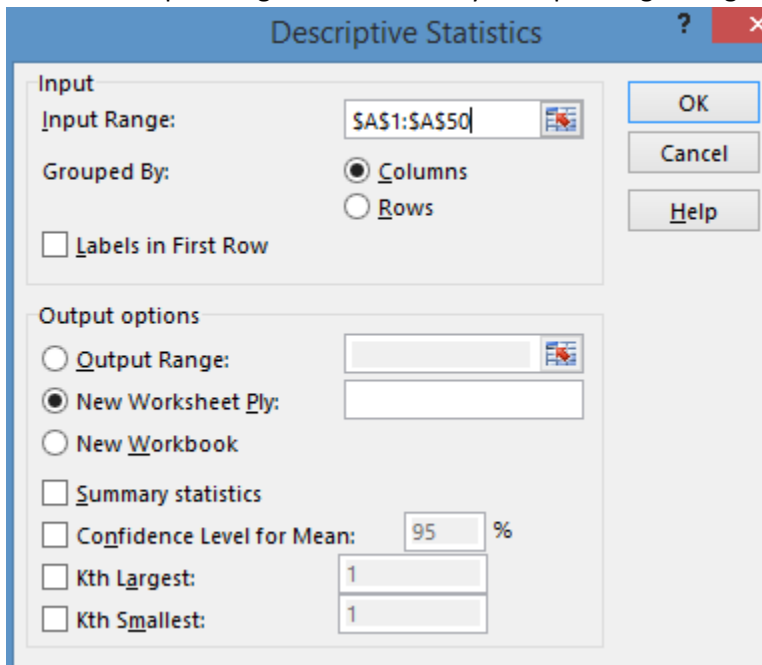 Descriptive Statistics
?
Input
Input Range: $A$1:$A$50
OK
Grouped By: Columns
Cancel
Rows
Help
Labels in First Row
Output options
Output Range:
New Worksheet Ply:
New Workbook
Summary statistics
Confidence Level for Mean: 95 %
Kth Largest: 1
Kth Smallest: 1